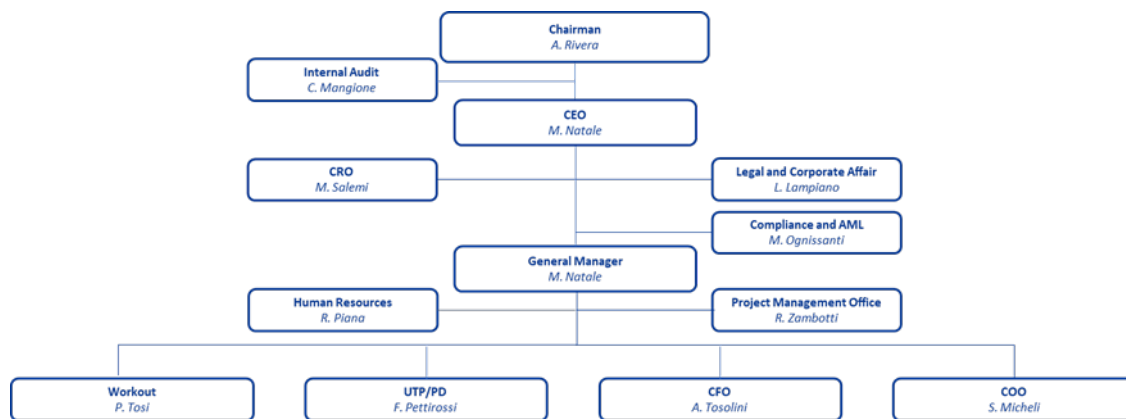 Chairman
A. Rivera
Internal Audit
C. Mangione
CEO
M. Natale
CRO
M. Salemi
Legal and Corporate Affair
L. Lampiano
Compliance and AML
M. Ognissanti
General Manager
M. Natale
Human Resources
R. Piana
Project Management Office
R. Zambotti
Workout
P. Tosi
UTP/PD
F. Pettirossi
CFO
A. Tosolini
COO
S. Micheli